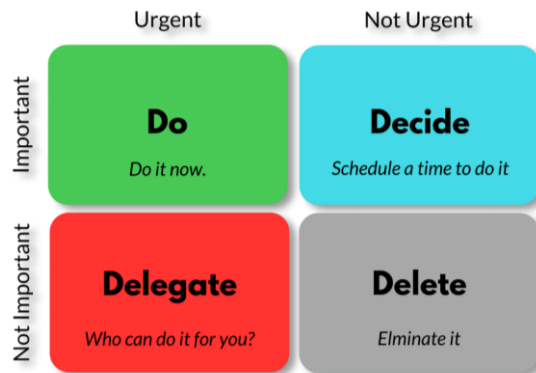 Urgent
Not Urgent
Important
Do
Do it now.
Decide
Schedule a time to do it
Not Important
Delegate
Who can do it for you?
Delete
Elminate it